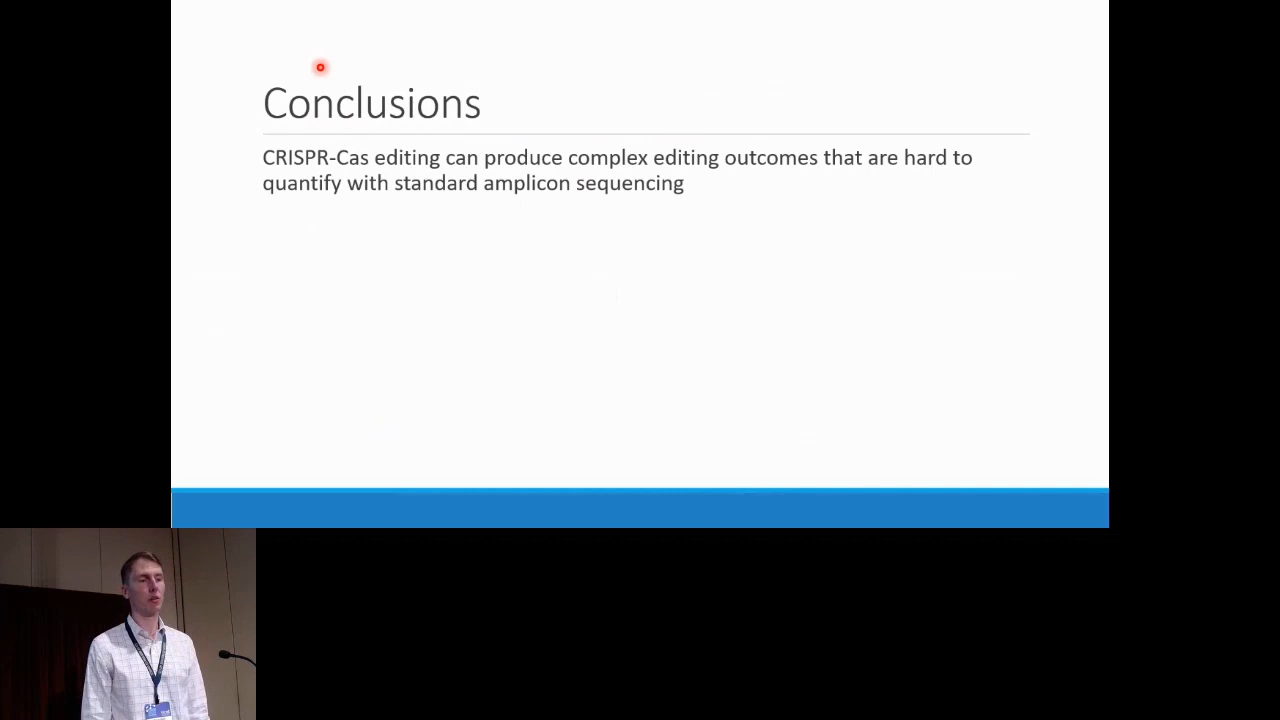 Conclusions
CRISPR-Cas editing can produce complex editing outcomes that are hard to
quantify with standard amplicon sequencing